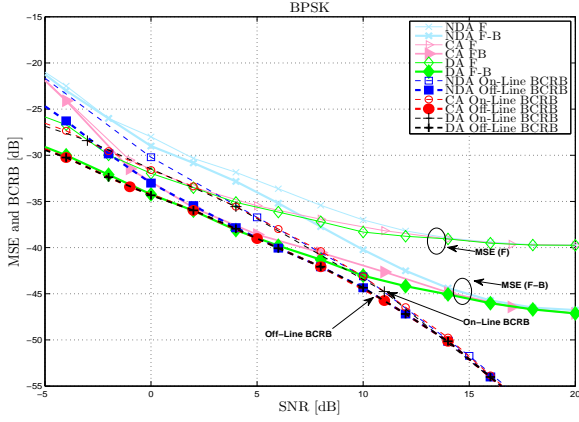 BPSK
−15
−20
−25
−30
−35
−40
−45
−50
−55
MSE and BCRB [dB]
NDA F
NDA F-B
CA F
CA FB
DA F
DA F-B
NDA On-Line BCRB
NDA Off-Line BCRB
CA On-Line BCRB
CA Off-Line BCRB
DA On-Line BCRB
DA Off-Line BCRB
MSE (F)
MSE (F−B)
On−Line BCRB
Off−Line BCRB
−5 0 5 10 15 20
SNR [dB]